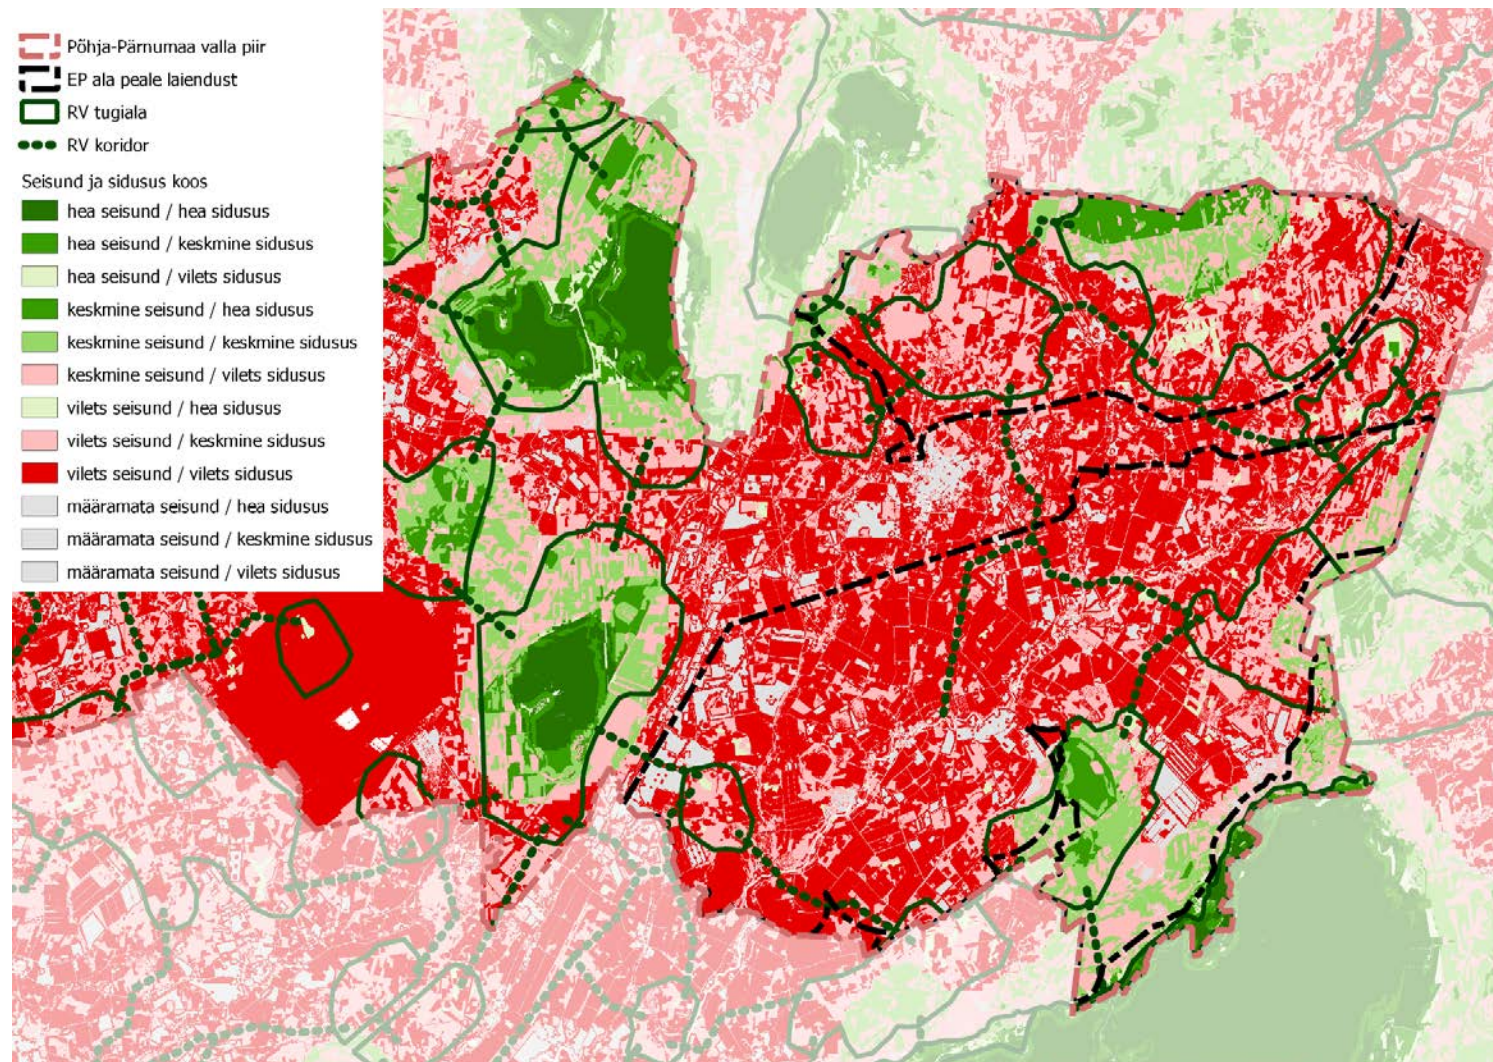 Põhja-Pärnumaa valla piir
EP ala peale laiendust
RV tugiala
RV koridor
Seisund ja sidusus koos
hea seisund / hea sidusus
hea seisund / keskmine sidusus
hea seisund / vilets sidusus
keskmine seisund / hea sidusus
keskmine seisund / keskmine sidusus
keskmine seisund / vilets sidusus
vilets seisund / hea sidusus
vilets seisund / keskmine sidusus
vilets seisund / vilets sidusus
määramata seisund / hea sidusus
määramata seisund / keskmine sidusus
määramata seisund / vilets sidusus